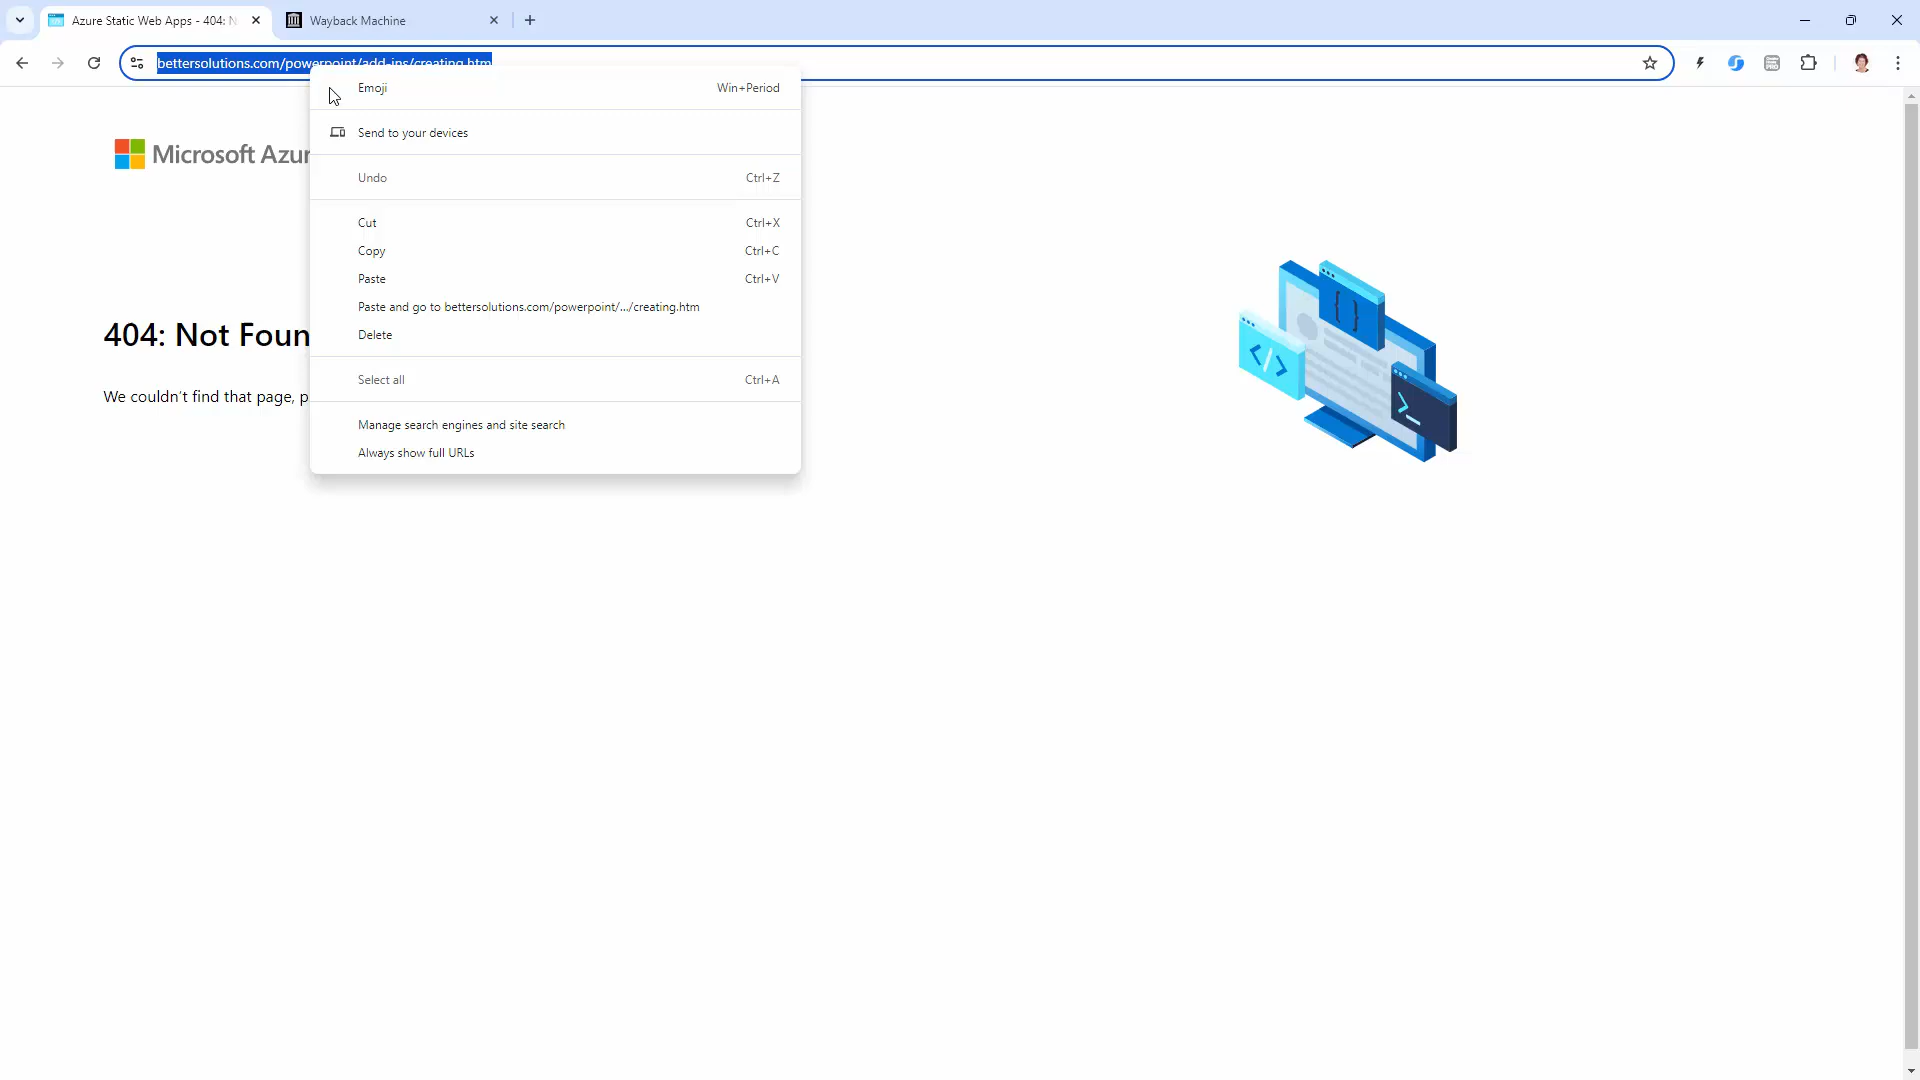 Azure Static Web Apps - 404: N
Wayback Machine
bettersolutions.com/powerpoint/add-ins/creating.htm
Emoji Win+Period
Send to your devices
Microsoft Azur
Undo Ctrl+Z
Cut Ctrl+X
Copy Ctrl+C
Paste Ctrl+V
Paste and go to bettersolutions.com/powerpoint/.../creating.htm
404: Not Foun
Delete
Select all Ctrl+A
We couldn't find that page, p
Manage search engines and site search
Always show full URLs